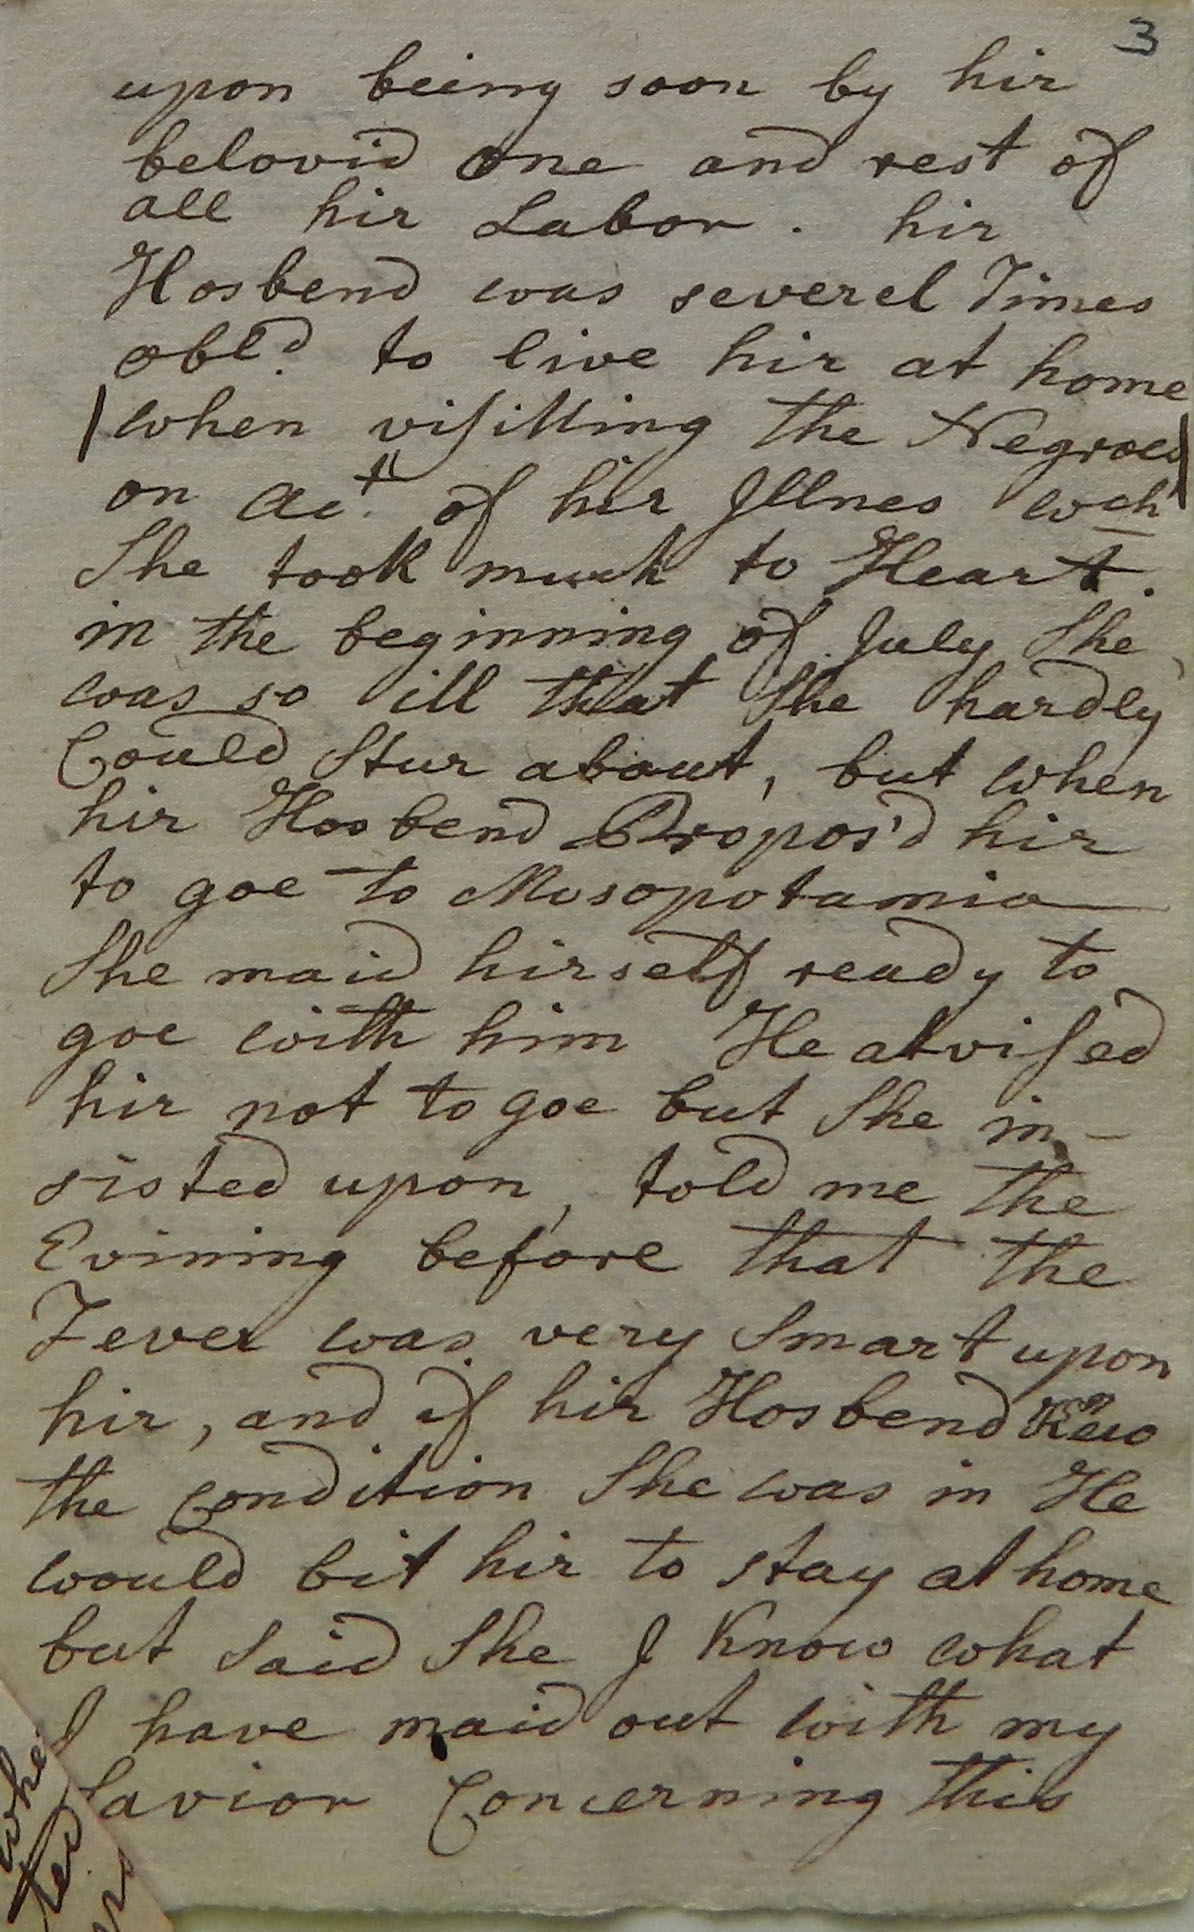 3
upon being soon by hir
belovid one and rest of
all hir Labor. hir
Hosbend was severel Times
obl.d to live hir at home
when visitting the Negroes
on Act. of hir Illnes wch
She took much to Heart.
in the beginning of July She
was so ill that She hardly
Could Stur about, but when
hir Hosbend Propos'd hir
to goe to Mesopotamia
She maid hirself ready to
goe with him He atvised
hir not to goe but She in-
sisted upon, told me the
Evining before that the
Fever was very Smart upon
hir, and if hir Hosbend Knew
the Condition She was in He
would bit hir to stay at home
but Said She I Know what
I have maid out with my
Savior Concerning this
whe
ted